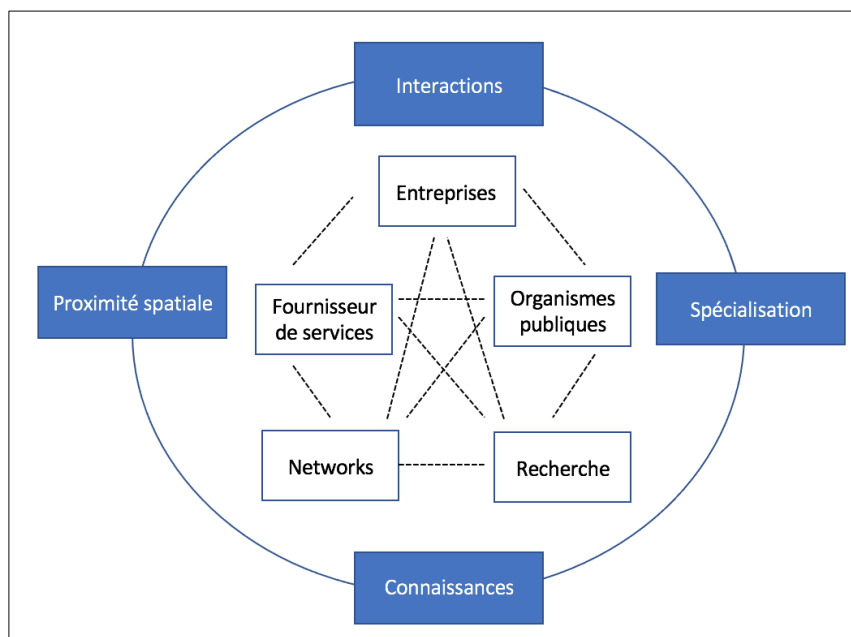 Interactions
Entreprises
Proximité spatiale
Fournisseur
de services
Organismes
publiques
Spécialisation
Networks
Recherche
Connaissances